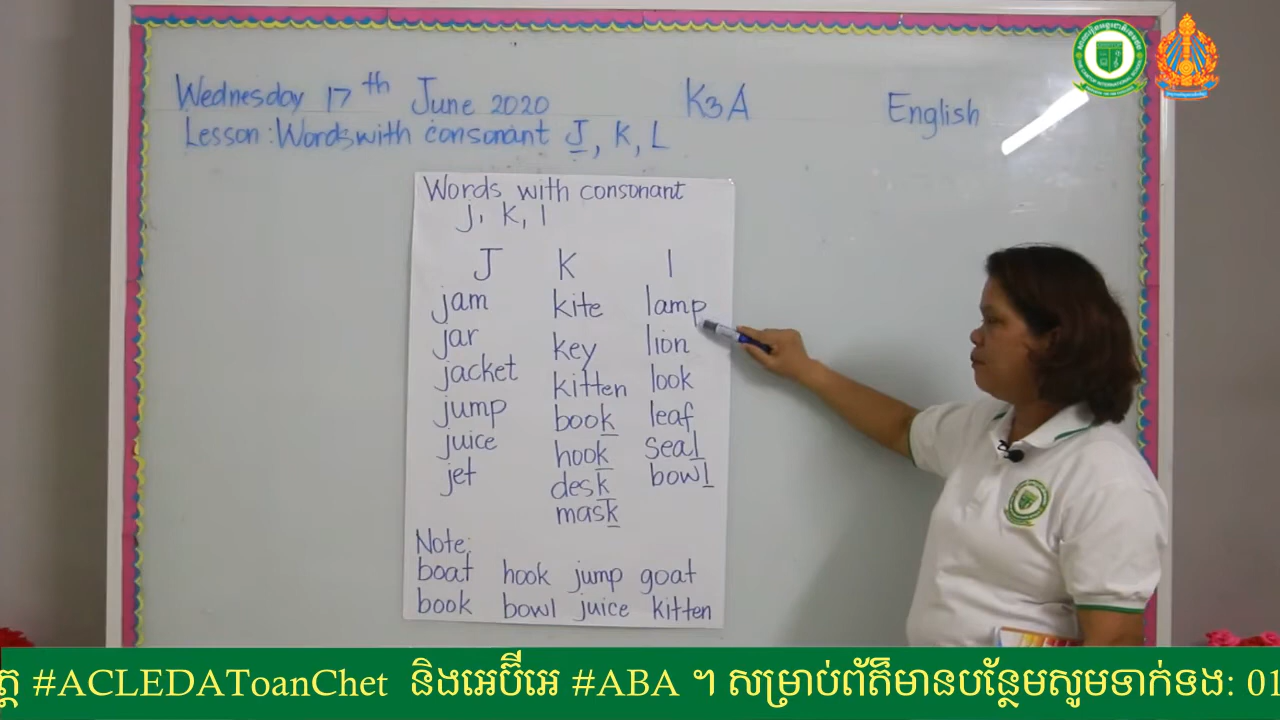 Wednesday 17th June 2020 K3A English
Lesson: Words with consonant J, K, L
Words with consonant
j, k, l
J K l
jam kite lamp
jar key lion
jacket kitten look
jump book leaf
juice hook seal
jet desk bowl
mask
Note:
boat hook jump goat
book bowl juice kitten
#ACLEDAToanChet និងអេប៊ីអេ #ABA ។ សម្រាប់ព័ត៌មានបន្ថែមសូមទាក់ទង: 01